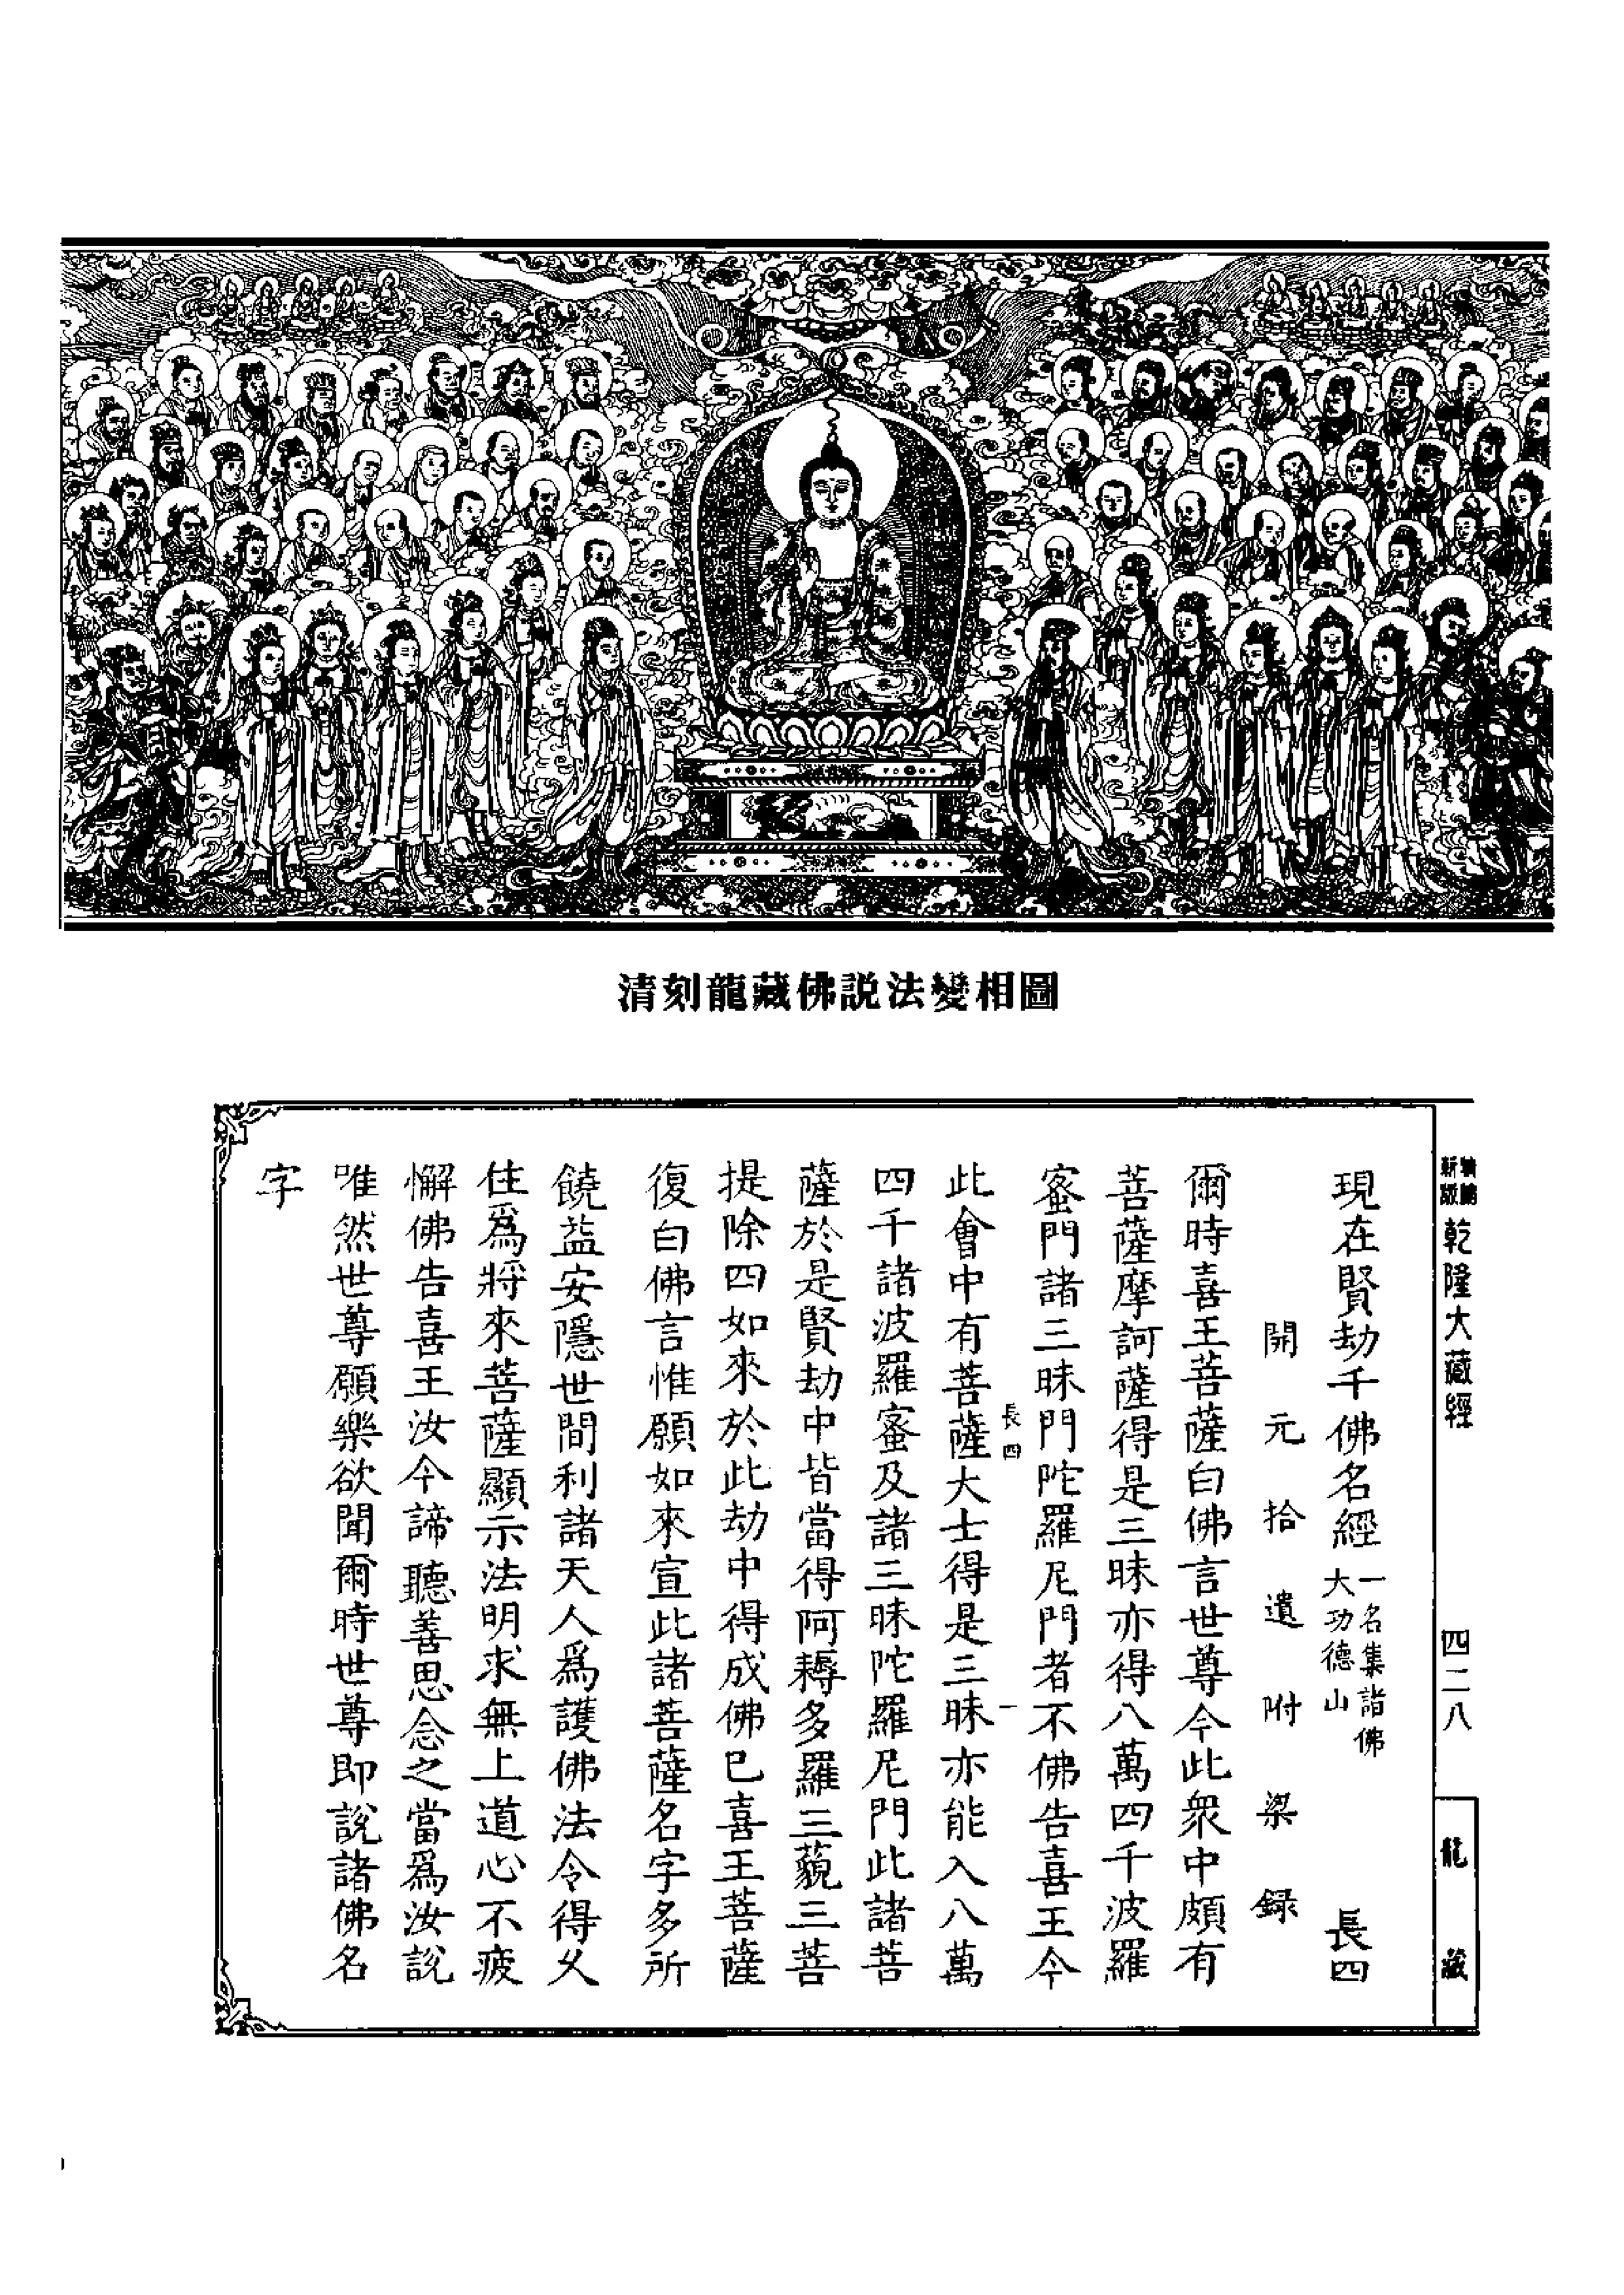 清刻龍藏佛説法變相圖
新編
新版
乾隆大藏經
四二八
龍藏
現在賢劫千佛名經
一名集諸佛
大功德山
長四
開元拾遺附梁録
爾時喜王菩薩白佛言世尊今此衆中頗有
菩薩摩訶薩得是三昧亦得八萬四千波羅
蜜門諸三昧門陀羅尼門者不佛告喜王今
長四
一
此會中有菩薩大士得是三昧亦能入八萬
四千諸波羅蜜及諸三昧陀羅尼門此諸菩
薩於是賢劫中皆當得阿耨多羅三藐三菩
提除四如來於此劫中得成佛已喜王菩薩
復白佛言惟願如來宣此諸菩薩名字多所
饒益安隱世間利諸天人爲護佛法令得久
住爲將來菩薩顯示法明求無上道心不疲
懈佛告喜王汝今諦聽善思念之當爲汝說
唯然世尊願樂欲聞爾時世尊即說諸佛名
字